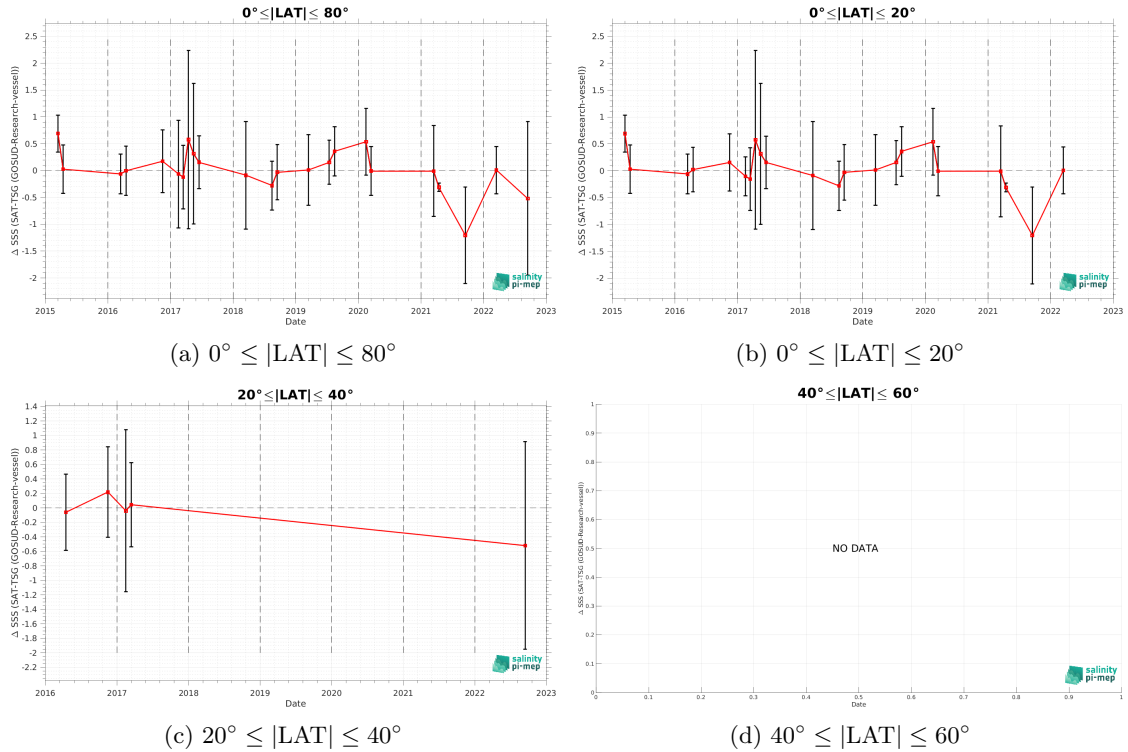 0°≤|LAT|≤ 80°
Δ SSS (SAT-TSG (GOSUD-Research-vessel))
2.5
2
1.5
1
0.5
0
-0.5
-1
-1.5
-2
2015 2016 2017 2018 2019 2020 2021 2022 2023
Date
salinity
pi-mep
(a) 0° ≤ |LAT| ≤ 80°
0°≤|LAT|≤ 20°
Δ SSS (SAT-TSG (GOSUD-Research-vessel))
2.5
2
1.5
1
0.5
0
-0.5
-1
-1.5
-2
2015 2016 2017 2018 2019 2020 2021 2022 2023
Date
salinity
pi-mep
(b) 0° ≤ |LAT| ≤ 20°
20°≤|LAT|≤ 40°
Δ SSS (SAT-TSG (GOSUD-Research-vessel))
1.4
1.2
1
0.8
0.6
0.4
0.2
0
-0.2
-0.4
-0.6
-0.8
-1
-1.2
-1.4
-1.6
-1.8
-2
-2.2
2016 2017 2018 2019 2020 2021 2022 2023
Date
salinity
pi-mep
(c) 20° ≤ |LAT| ≤ 40°
40°≤|LAT|≤ 60°
Δ SSS (SAT-TSG (GOSUD-Research-vessel))
1
0.9
0.8
0.7
0.6
0.5
0.4
0.3
0.2
0.1
0
NO DATA
0 0.1 0.2 0.3 0.4 0.5 0.6 0.7 0.8 0.9 1
Date
salinity
pi-mep
(d) 40° ≤ |LAT| ≤ 60°